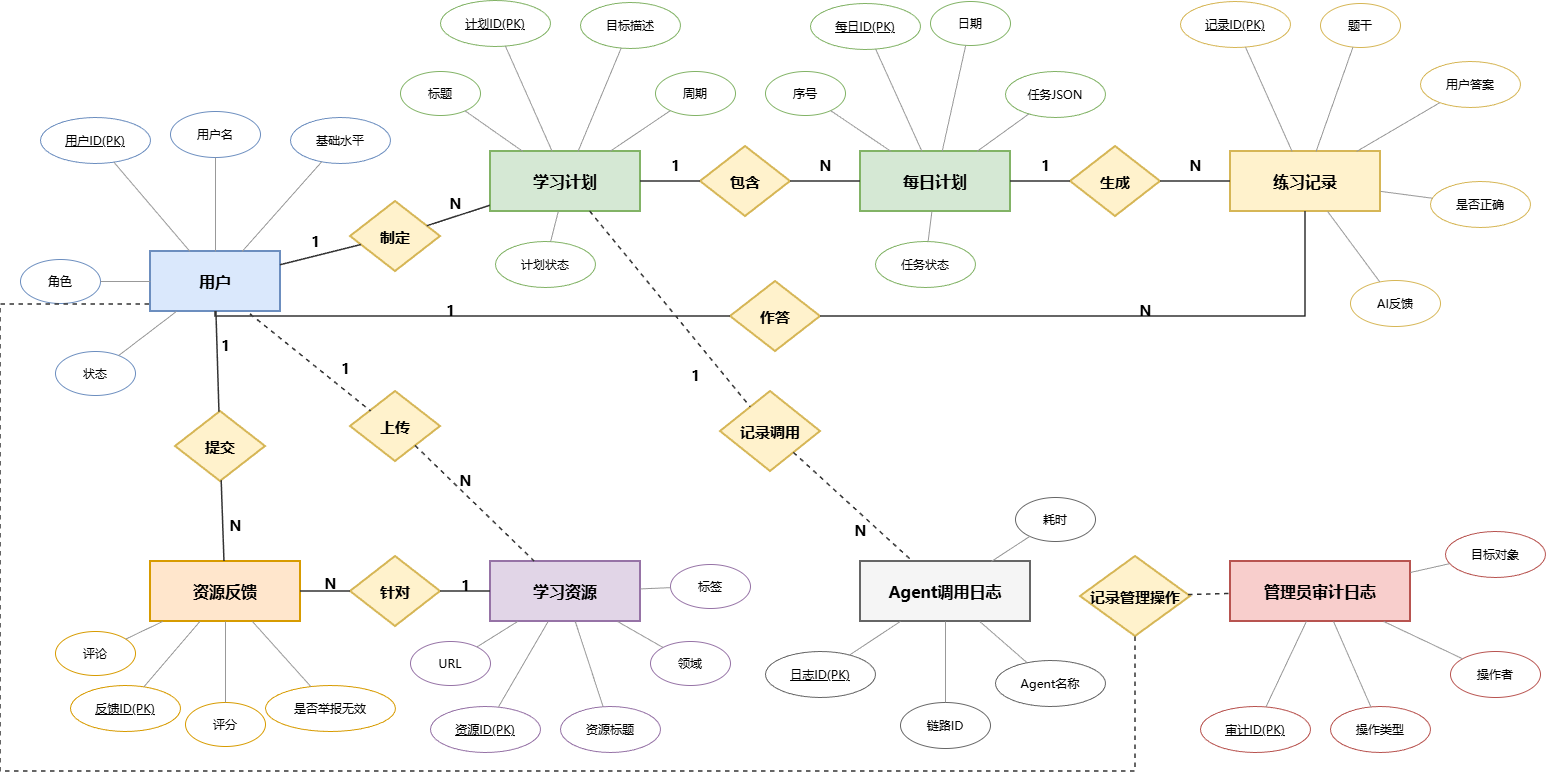 计划ID(PK)
目标描述
每日ID(PK)
日期
记录ID(PK)
题干
标题
周期
序号
任务JSON
用户答案
用户ID(PK)
用户名
基础水平
学习计划
1
包含
N
每日计划
1
生成
N
练习记录
N
制定
1
是否正确
计划状态
任务状态
角色
用户
AI反馈
1
作答
N
1
1
状态
1
提交
上传
记录调用
N
N
N
耗时
目标对象
资源反馈
N
针对
1
学习资源
标签
Agent调用日志
记录管理操作
管理员审计日志
评论
URL
领域
日志ID(PK)
Agent名称
操作者
反馈ID(PK)
评分
是否举报无效
资源ID(PK)
资源标题
链路ID
审计ID(PK)
操作类型